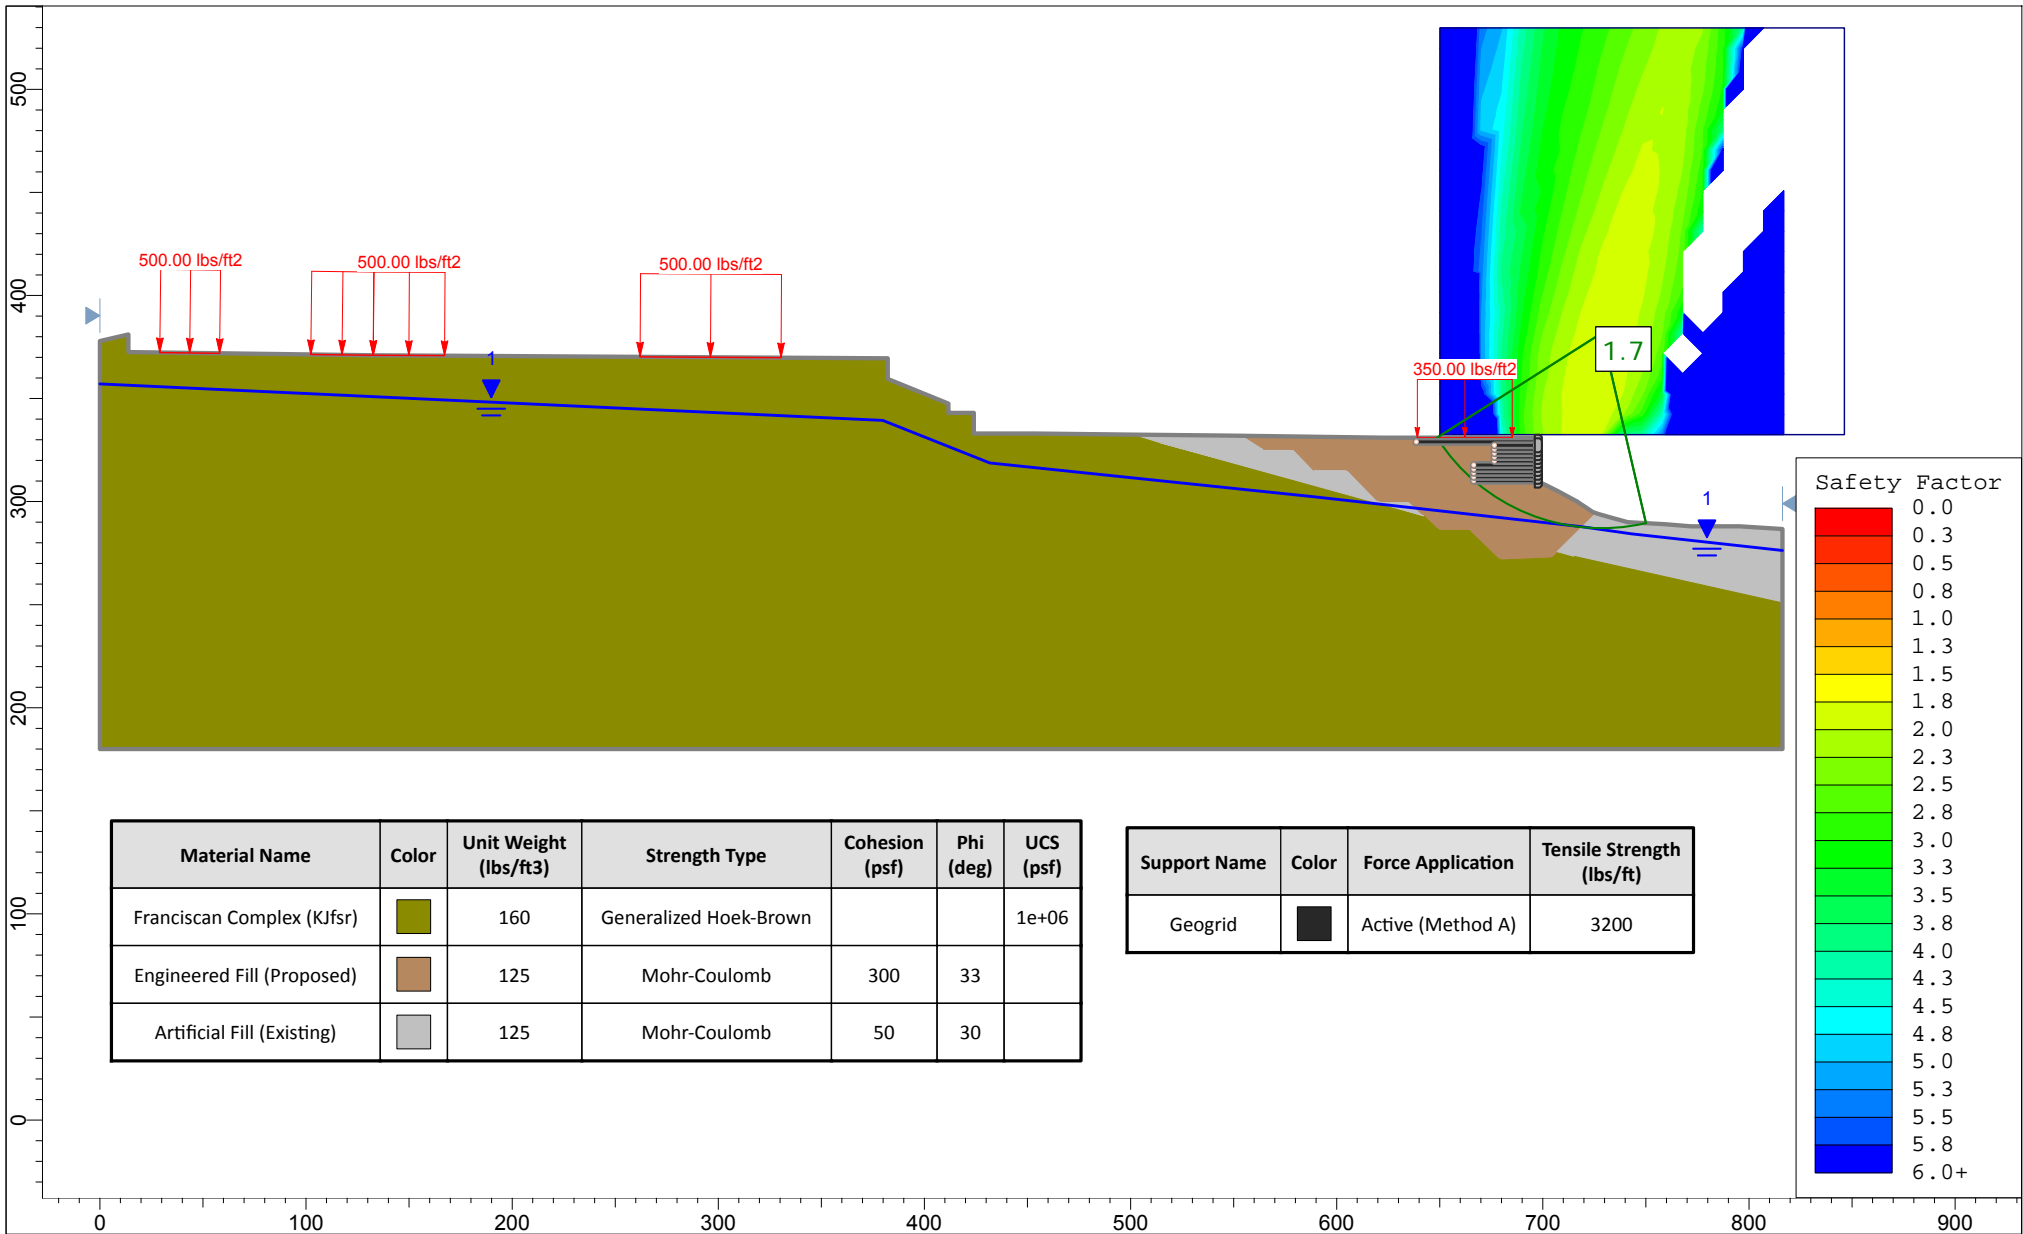 500
400
300
200
100
0
500.00 lbs/ft2
500.00 lbs/ft2
500.00 lbs/ft2
350.00 lbs/ft2
1
1
1.7
Safety Factor
0.0
0.3
0.5
0.8
1.0
1.3
1.5
1.8
2.0
2.3
2.5
2.8
3.0
3.3
3.5
3.8
4.0
4.3
4.5
4.8
5.0
5.3
5.5
5.8
6.0+
Material Name Color Unit Weight (lbs/ft3) Strength Type Cohesion (psf) Phi (deg) UCS (psf)
Franciscan Complex (KJfsr) 160 Generalized Hoek-Brown 1e+06
Engineered Fill (Proposed) 125 Mohr-Coulomb 300 33
Artificial Fill (Existing) 125 Mohr-Coulomb 50 30
Support Name Color Force Application Tensile Strength (lbs/ft)
Geogrid Active (Method A) 3200
0 100 200 300 400 500 600 700 800 900